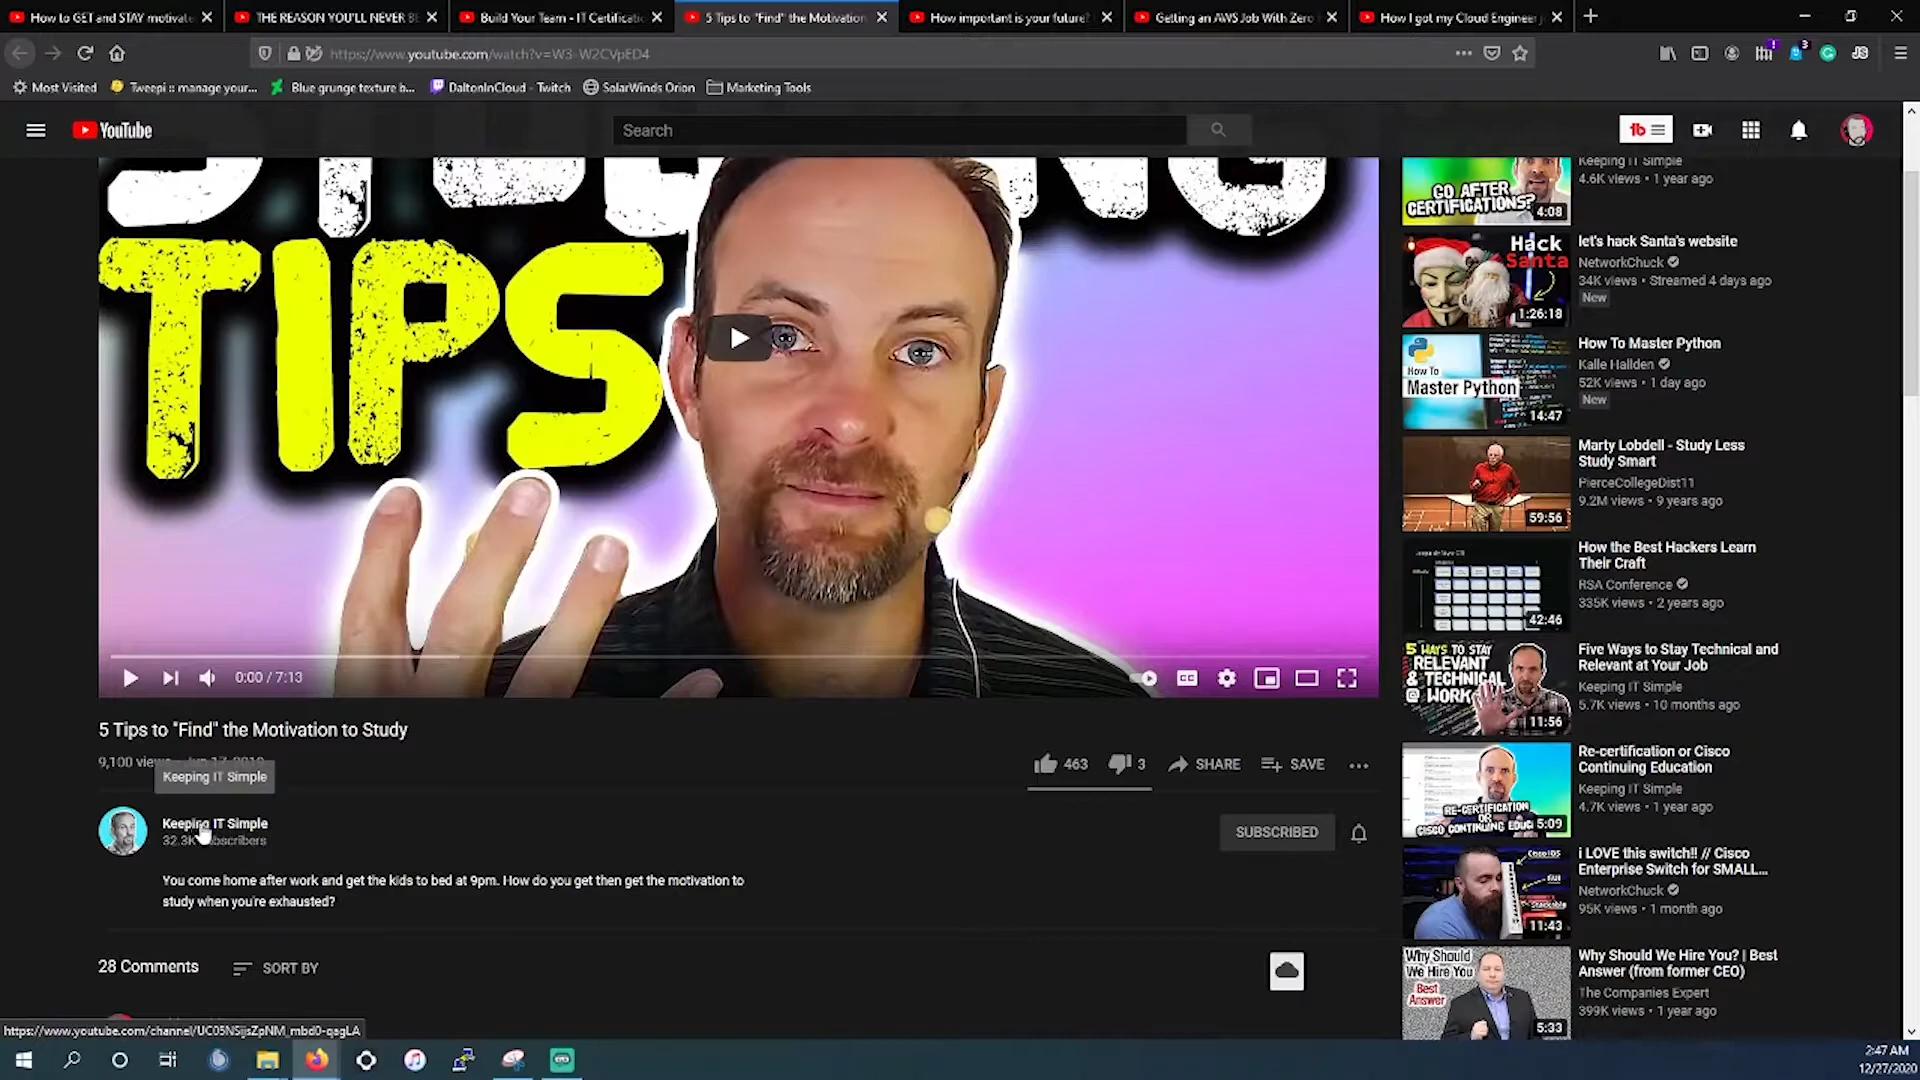 How to GET and STAY motivate
THE REASON YOU'LL NEVER B
Build Your Team - IT Certificatio
5 Tips to "Find" the Motivation
How important is your future?
Getting an AWS Job With Zero
How I got my Cloud Engineer
https://www.youtube.com/watch?v=W3-W2CVpED4
Most Visited
Tweepi :: manage your...
Blue grunge texture b...
DaltonInCloud - Twitch
SolarWinds Orion
Marketing Tools
YouTube
Search
TIPS
0:00 / 7:13
5 Tips to "Find" the Motivation to Study
9,100 views
463
3
SHARE
SAVE
Keeping IT Simple
Keeping IT Simple
32.3K subscribers
SUBSCRIBED
You come home after work and get the kids to bed at 9pm. How do you get then get the motivation to
study when you're exhausted?
28 Comments
SORT BY
https://www.youtube.com/channel/UC05NSijsZpNM_mbd0-qagLA
GO AFTER
CERTIFICATIONS?
4:08
Keeping IT Simple
4.6K views • 1 year ago
Hack
Santa
1:26:18
let's hack Santa's website
NetworkChuck
34K views • Streamed 4 days ago
New
How To
Master Python
14:47
How To Master Python
Kalle Hallden
52K views • 1 day ago
New
59:56
Marty Lobdell - Study Less
Study Smart
PierceCollegeDist11
9.2M views • 9 years ago
42:46
How the Best Hackers Learn
Their Craft
RSA Conference
335K views • 2 years ago
5 WAYS TO STAY
RELEVANT
& TECHNICAL
@ WORK
11:56
Five Ways to Stay Technical and
Relevant at Your Job
Keeping IT Simple
5.7K views • 10 months ago
RE-CERTIFICATION
OR
CISCO CONTINUING EDUC
5:09
Re-certification or Cisco
Continuing Education
Keeping IT Simple
4.7K views • 1 year ago
Cisco IOS
GUI
Stackable
11:43
i LOVE this switch!! // Cisco
Enterprise Switch for SMALL...
NetworkChuck
95K views • 1 month ago
Why Should
We Hire You?
Best
Answer
5:33
Why Should We Hire You? | Best
Answer (from former CEO)
The Companies Expert
399K views • 1 year ago
2:47 AM
12/27/2020